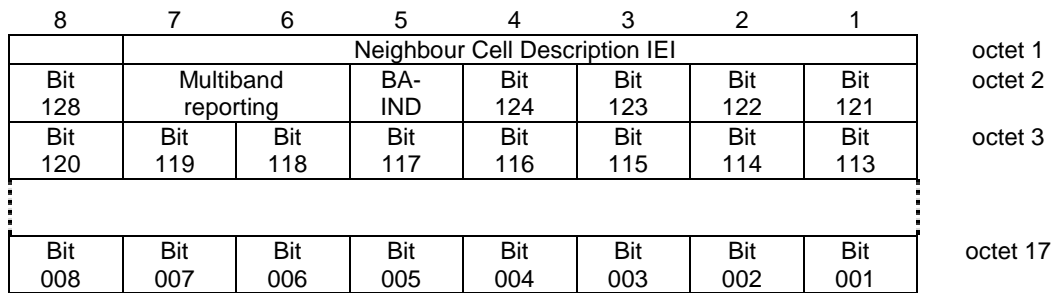 8 7 6 5 4 3 2 1
Neighbour Cell Description IEI octet 1
Bit Multiband BA- Bit Bit Bit Bit octet 2
128 reporting IND 124 123 122 121
Bit Bit Bit Bit Bit Bit Bit Bit octet 3
120 119 118 117 116 115 114 113
Bit Bit Bit Bit Bit Bit Bit Bit octet 17
008 007 006 005 004 003 002 001